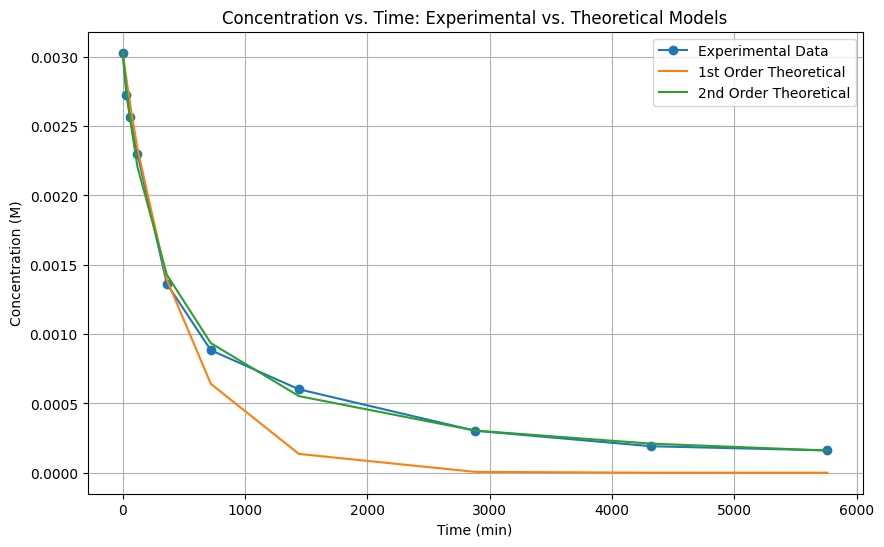 Concentration vs. Time: Experimental vs. Theoretical Models
Experimental Data
1st Order Theoretical
2nd Order Theoretical
Concentration (M)
0.0030
0.0025
0.0020
0.0015
0.0010
0.0005
0.0000
0 1000 2000 3000 4000 5000 6000
Time (min)